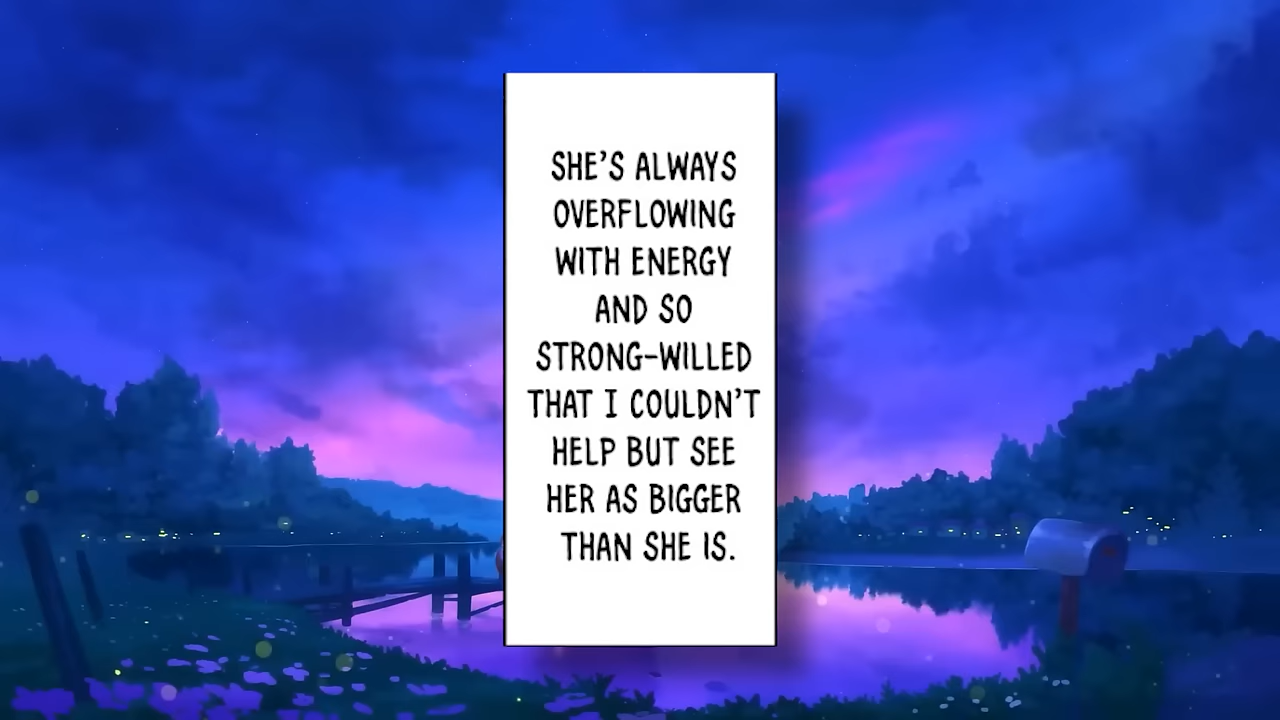 SHE'S ALWAYS
OVERFLOWING
WITH ENERGY
AND SO
STRONG-WILLED
THAT I COULDN'T
HELP BUT SEE
HER AS BIGGER
THAN SHE IS.